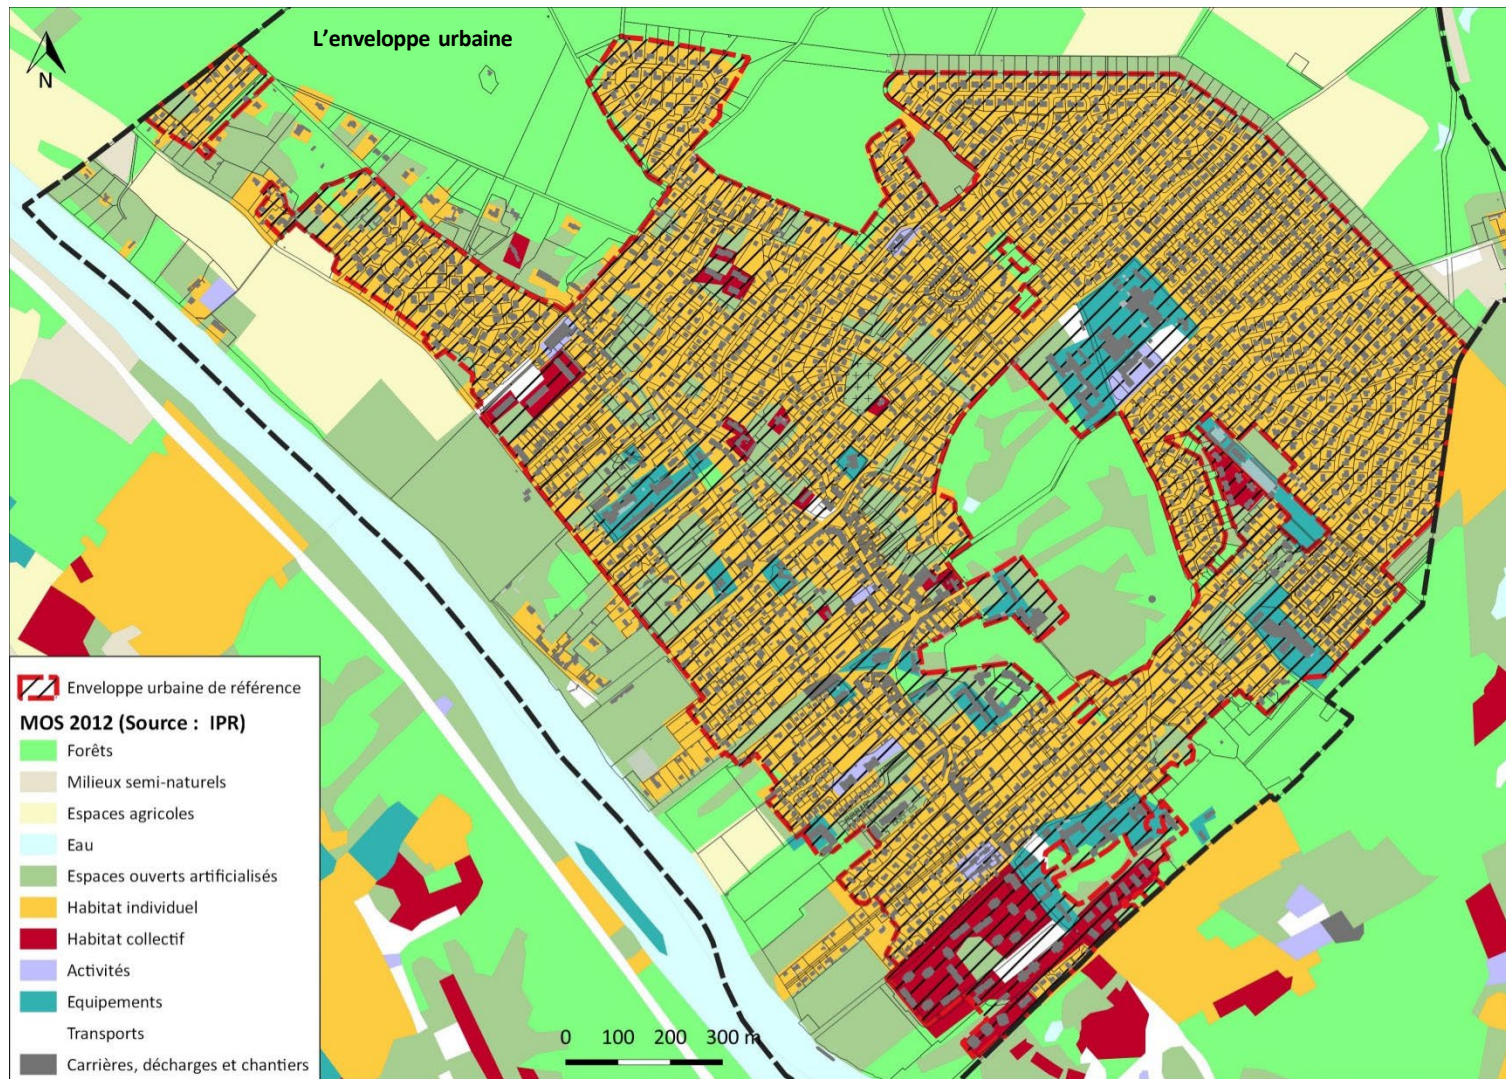 L'enveloppe urbaine
N
Enveloppe urbaine de référence
MOS 2012 (Source : IPR)
Forêts
Milieux semi-naturels
Espaces agricoles
Eau
Espaces ouverts artificialisés
Habitat individuel
Habitat collectif
Activités
Equipements
Transports
Carrières, décharges et chantiers
0 100 200 300 m